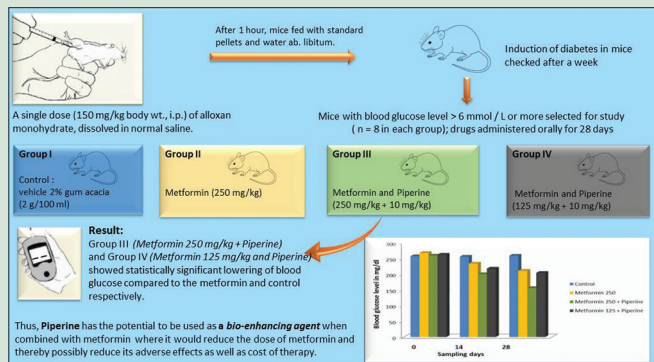 After 1 hour, mice fed with standard
pellets and water ab. libitum.
Induction of diabetes in mice
checked after a week
A single dose (150 mg/kg body wt., i.p.) of alloxan
monohydrate, dissolved in normal saline.
Mice with blood glucose level > 6 mmol / L or more selected for study
( n = 8 in each group); drugs administered orally for 28 days
Group I
Control :
vehicle 2% gum acacia
(2 g/100 ml)
Group II
Metformin (250 mg/kg)
Group III
Metformin and Piperine
(250 mg/kg + 10 mg/kg)
Group IV
Metformin and Piperine
(125 mg/kg + 10 mg/kg)
Result:
Group III (Metformin 250 mg/kg + Piperine)
and Group IV (Metformin 125 mg/kg and Piperine)
showed statistically significant lowering of blood
glucose compared to the metformin and control
respectively.
Thus, Piperine has the potential to be used as a bio-enhancing agent when
combined with metformin where it would reduce the dose of metformin and
thereby possibly reduce its adverse effects as well as cost of therapy.
Blood glucose level in mg/dl
300
250
200
150
100
50
0
0 14 28
Sampling days
Control
Metformin 250
Metformin 250 + Piperine
Metformin 125 + Piperine